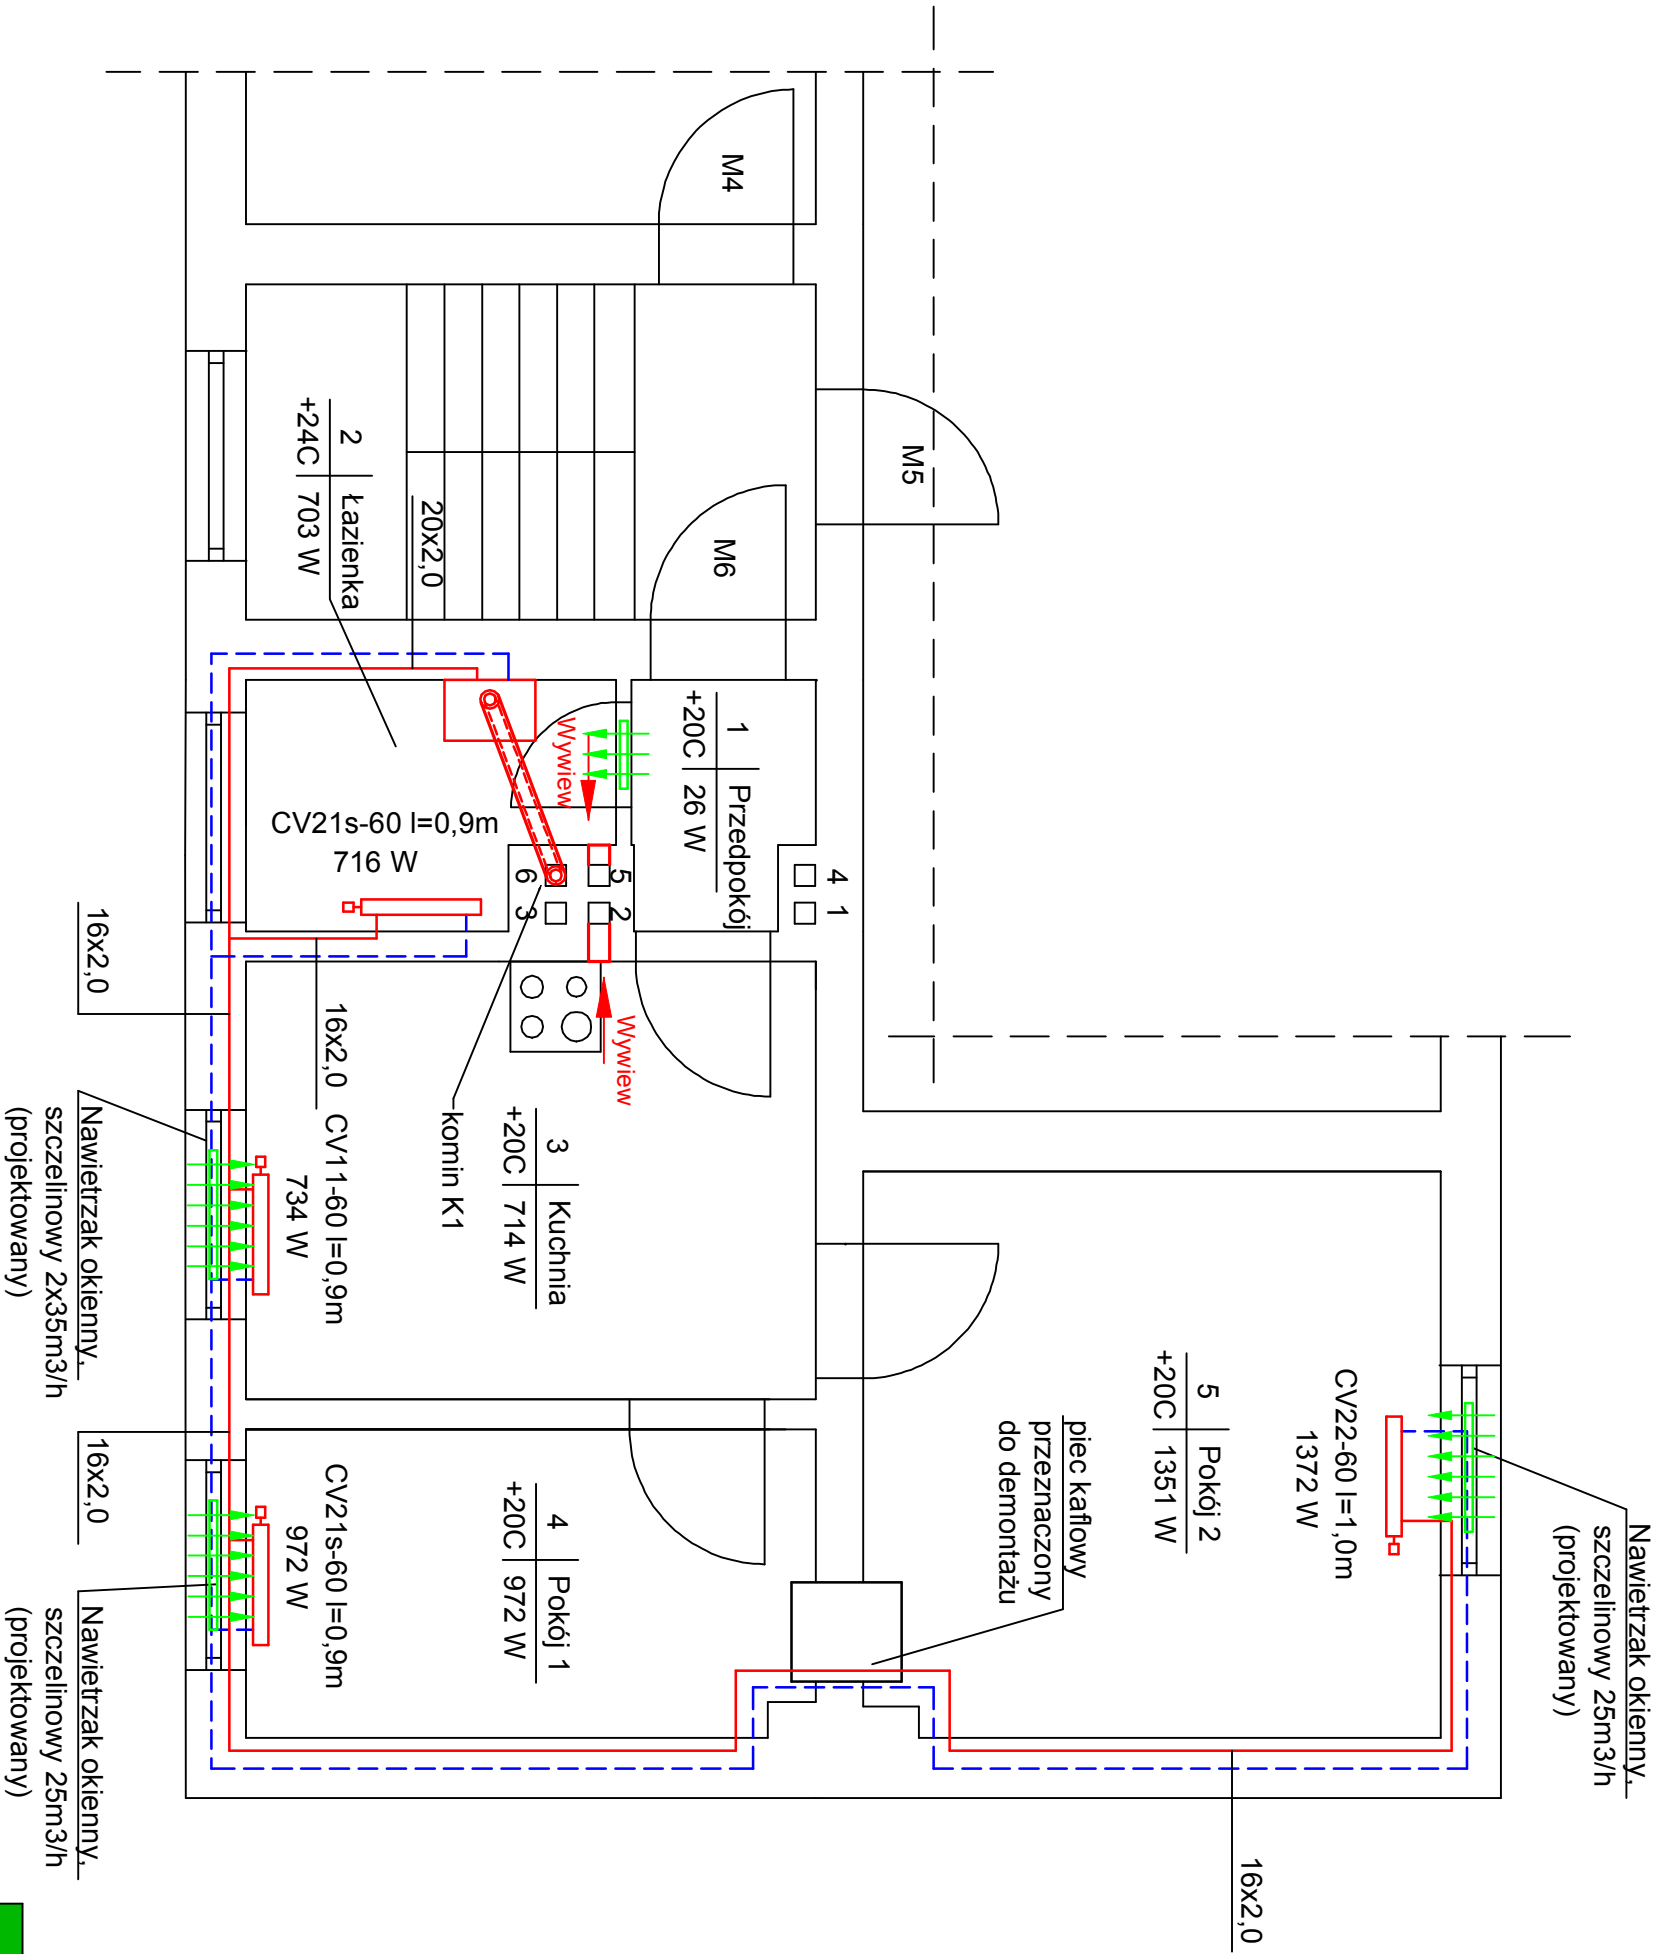 Nawietrzak okienny,
szczelinowy 25m3/h
(projektowany)
CV22-60 l=1,0m
1372 W
5 Pokój 2
+20C 1351 W
piec kaflowy
przeznaczony
do demontażu
16x2,0
M5
M4
M6
4 1
1 Przedpokój
+20C 26 W
Wywiew
5 2
6 3
Wywiew
3 Kuchnia
+20C 714 W
komin K1
4 Pokój 1
+20C 972 W
20x2,0
2 Łazienka
+24C 703 W
CV21s-60 l=0,9m
716 W
16x2,0
CV11-60 l=0,9m
734 W
CV21s-60 l=0,9m
972 W
16x2,0
16x2,0
Nawietrzak okienny,
szczelinowy 2x35m3/h
(projektowany)
Nawietrzak okienny,
szczelinowy 25m3/h
(projektowany)